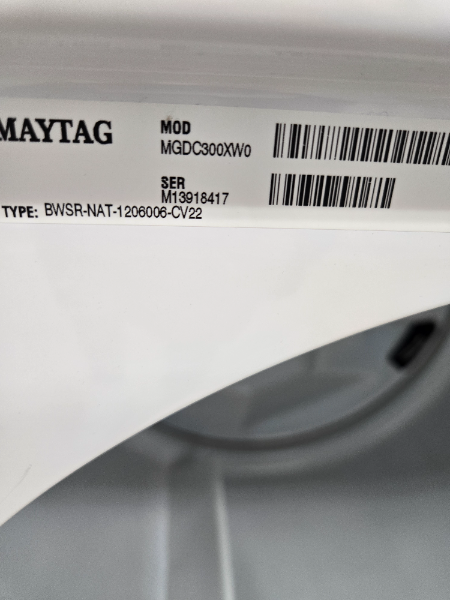 MAYTAG
MOD
MGDC300XW0
SER
M13918417
TYPE: BWSR-NAT-1206006-CV22